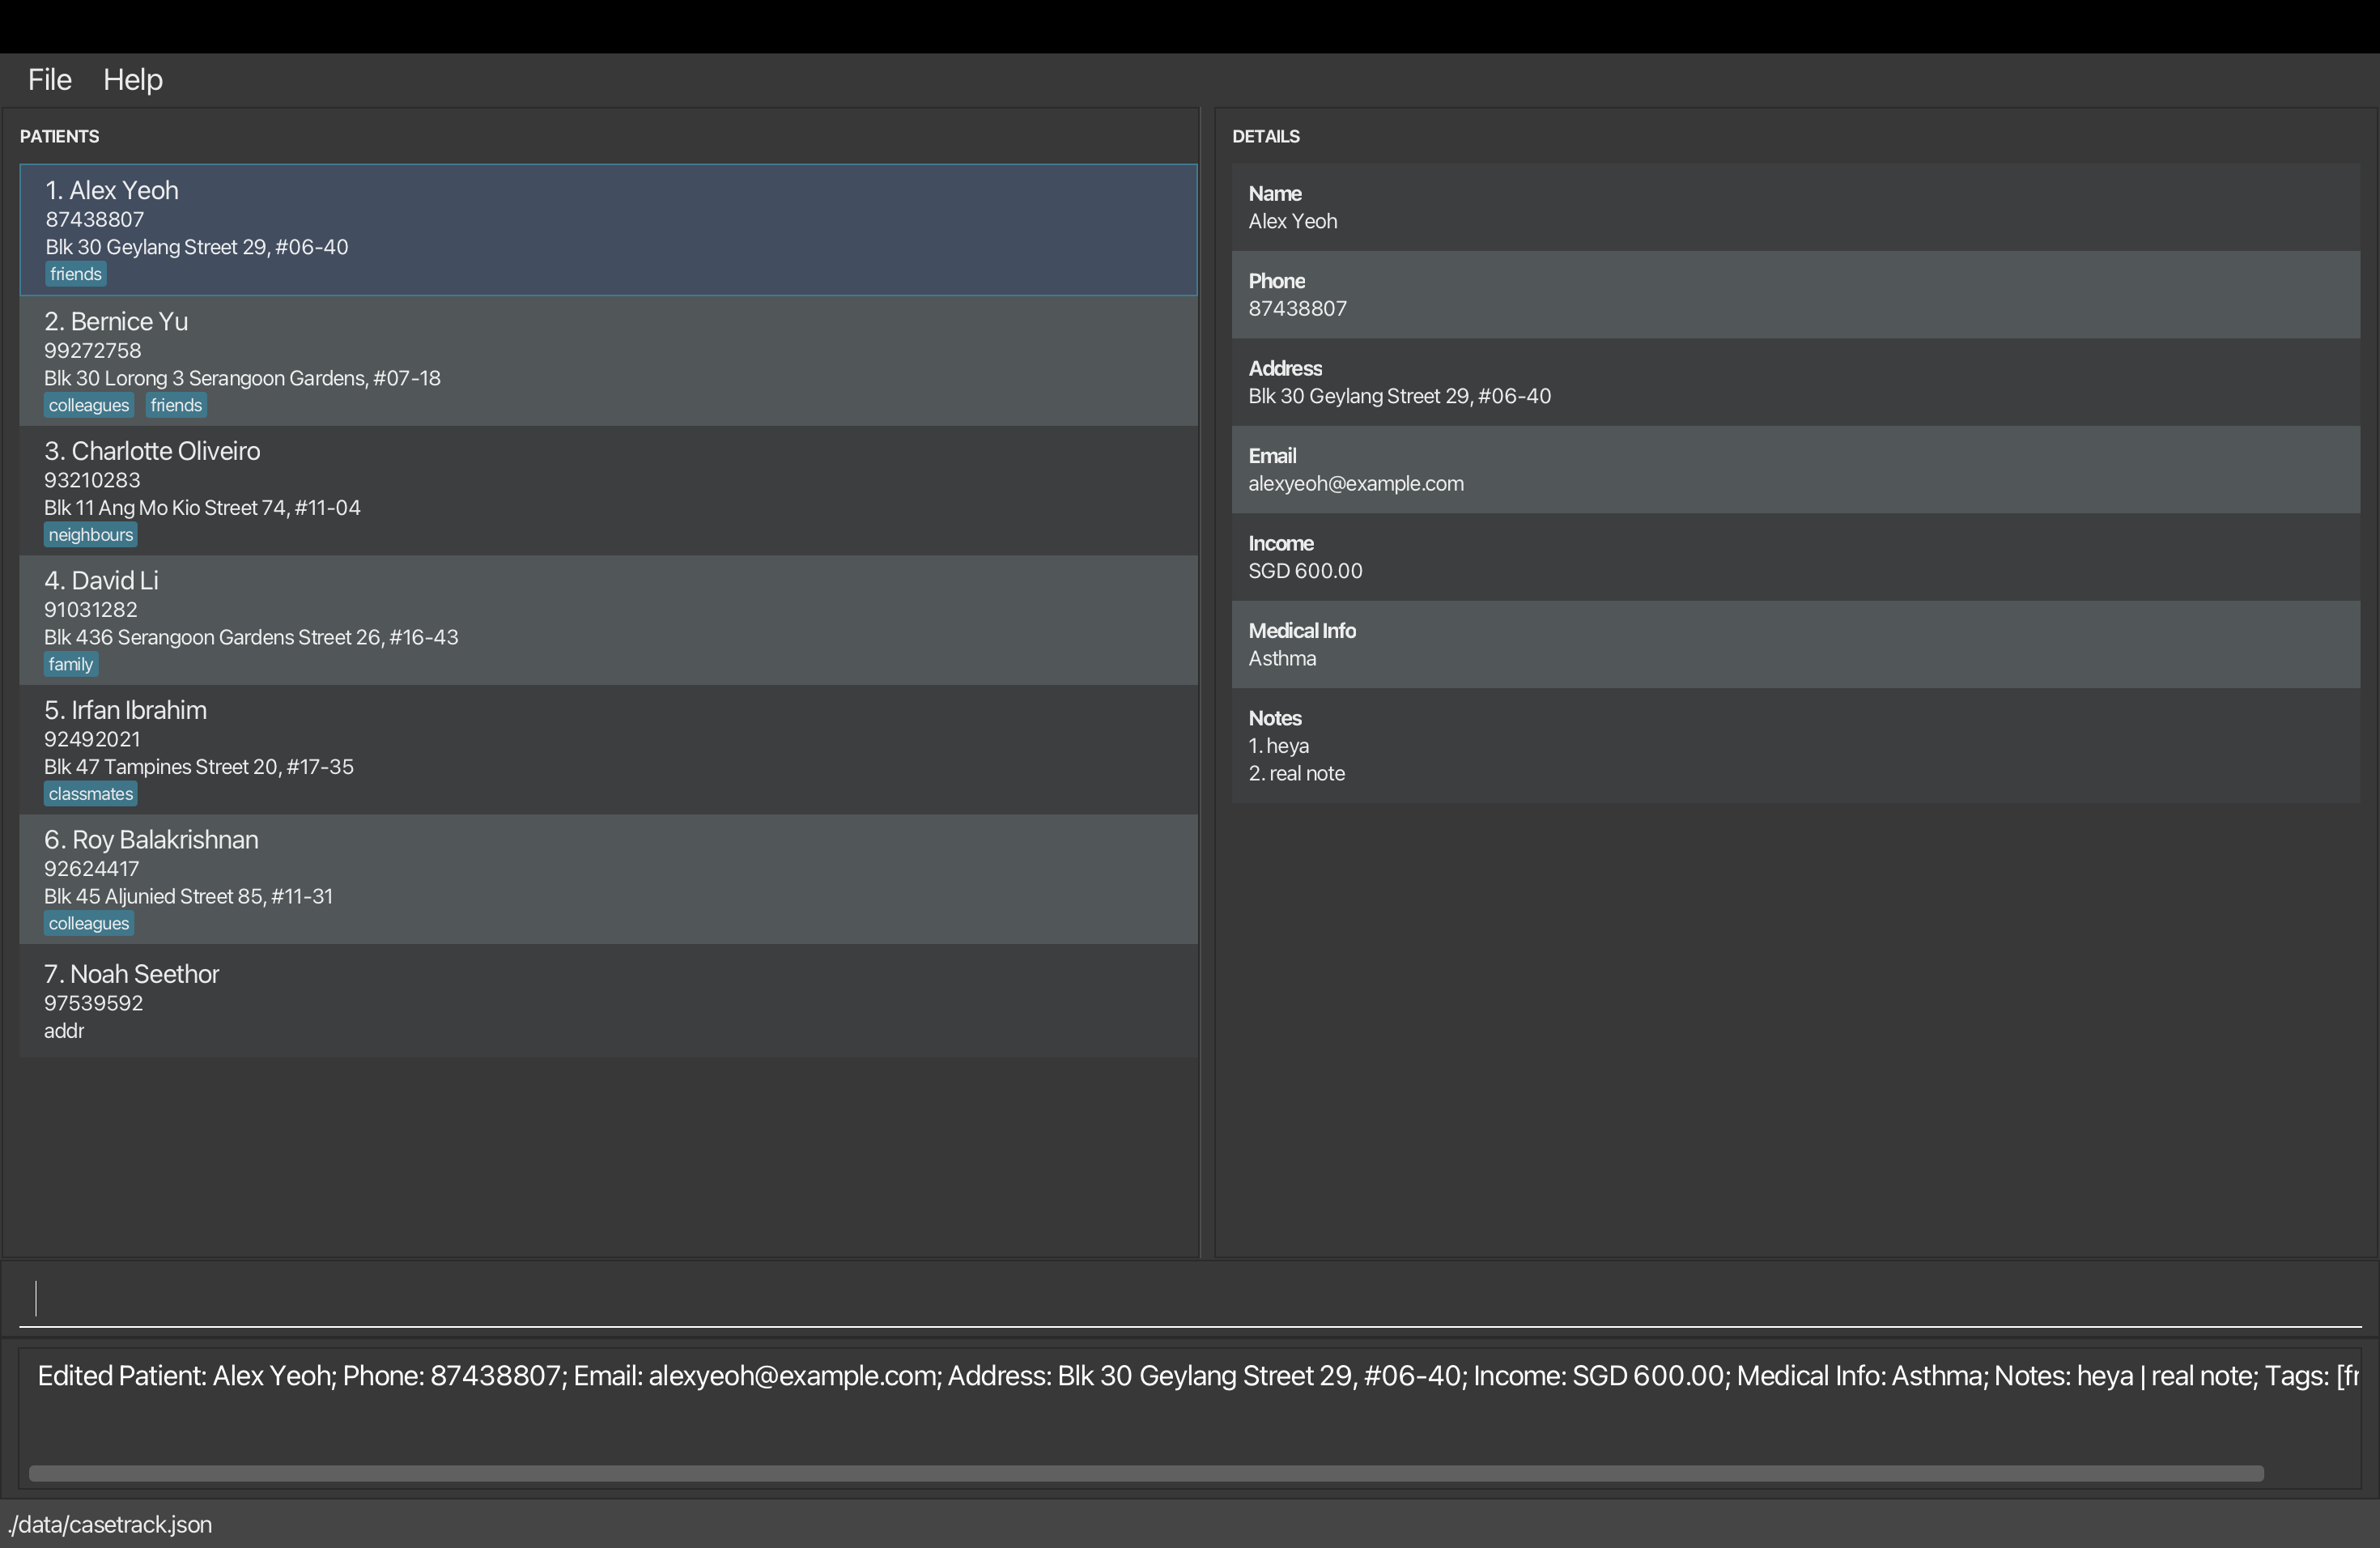 File Help
PATIENTS
1. Alex Yeoh
87438807
Blk 30 Geylang Street 29, #06-40
friends
2. Bernice Yu
99272758
Blk 30 Lorong 3 Serangoon Gardens, #07-18
colleagues friends
3. Charlotte Oliveiro
93210283
Blk 11 Ang Mo Kio Street 74, #11-04
neighbours
4. David Li
91031282
Blk 436 Serangoon Gardens Street 26, #16-43
family
5. Irfan Ibrahim
92492021
Blk 47 Tampines Street 20, #17-35
classmates
6. Roy Balakrishnan
92624417
Blk 45 Aljunied Street 85, #11-31
colleagues
7. Noah Seethor
97539592
addr
DETAILS
Name
Alex Yeoh
Phone
87438807
Address
Blk 30 Geylang Street 29, #06-40
Email
alexyeoh@example.com
Income
SGD 600.00
Medical Info
Asthma
Notes
1. heya
2. real note
Edited Patient: Alex Yeoh; Phone: 87438807; Email: alexyeoh@example.com; Address: Blk 30 Geylang Street 29, #06-40; Income: SGD 600.00; Medical Info: Asthma; Notes: heya | real note; Tags: [fr
./data/casetrack.json